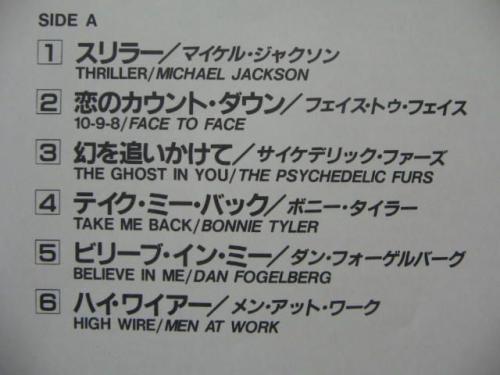 SIDE A
1 スリラー/マイケル・ジャクソン
THRILLER/MICHAEL JACKSON
2 恋のカウント・ダウン/フェイス・トゥ・フェイス
10-9-8/FACE TO FACE
3 幻を追いかけて/サイケデリック・ファーズ
THE GHOST IN YOU/THE PSYCHEDELIC FURS
4 テイク・ミー・バック/ボニー・タイラー
TAKE ME BACK/BONNIE TYLER
5 ビリーブ・イン・ミー/ダン・フォーゲルバーグ
BELIEVE IN ME/DAN FOGELBERG
6 ハイ・ワイアー/メン・アット・ワーク
HIGH WIRE/MEN AT WORK